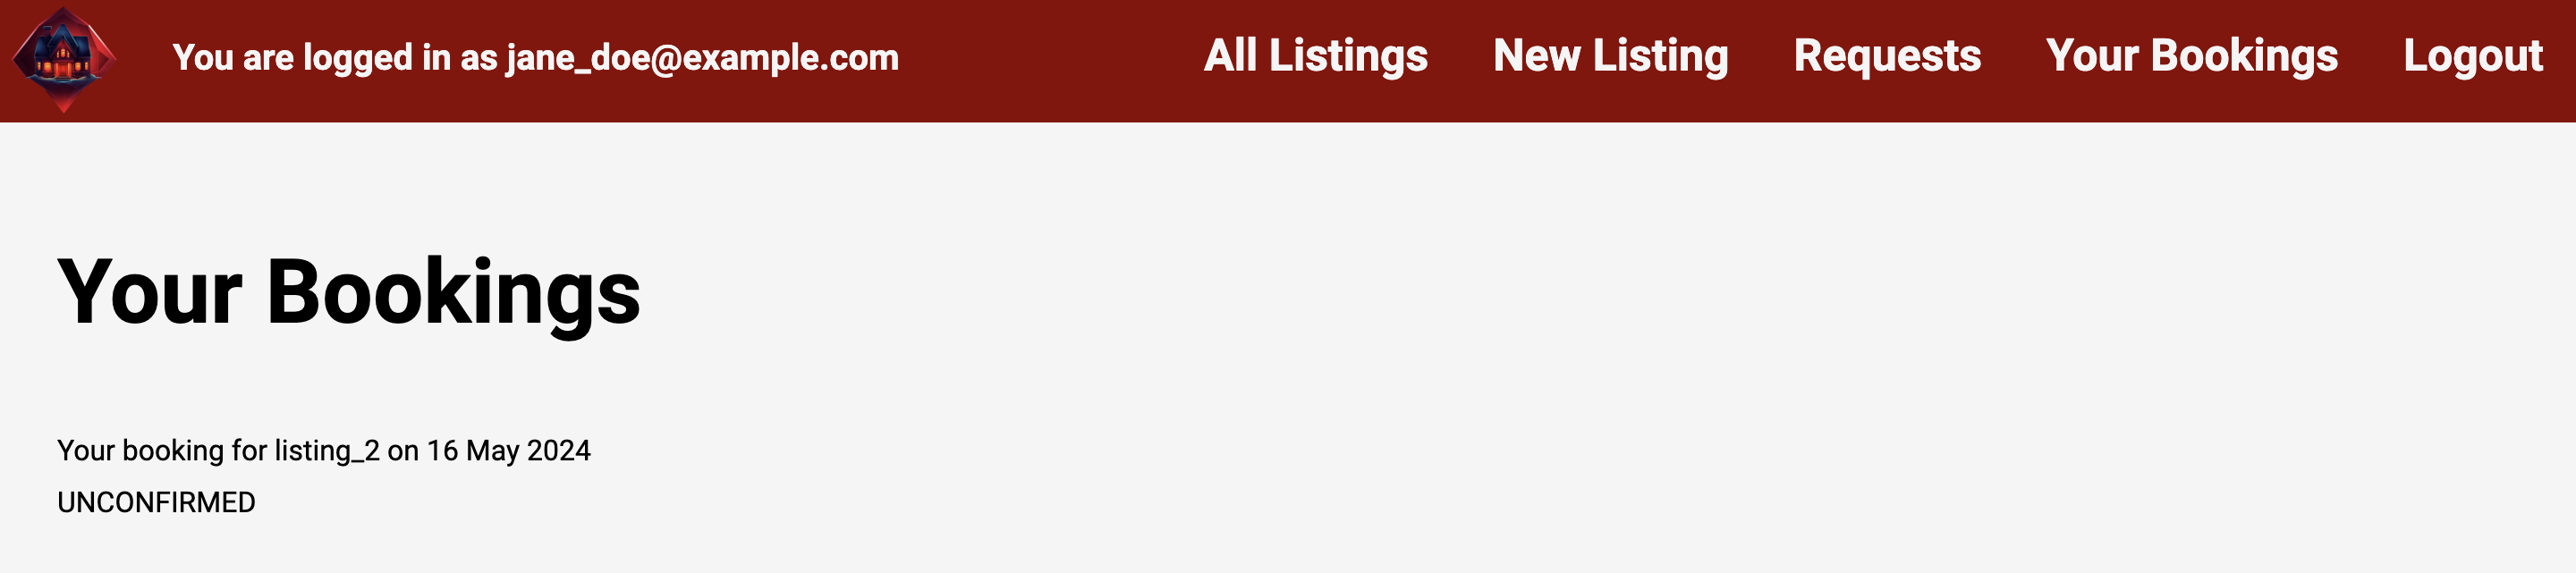 You are logged in as jane_doe@example.com
All Listings
New Listing
Requests
Your Bookings
Logout
Your Bookings
Your booking for listing_2 on 16 May 2024
UNCONFIRMED